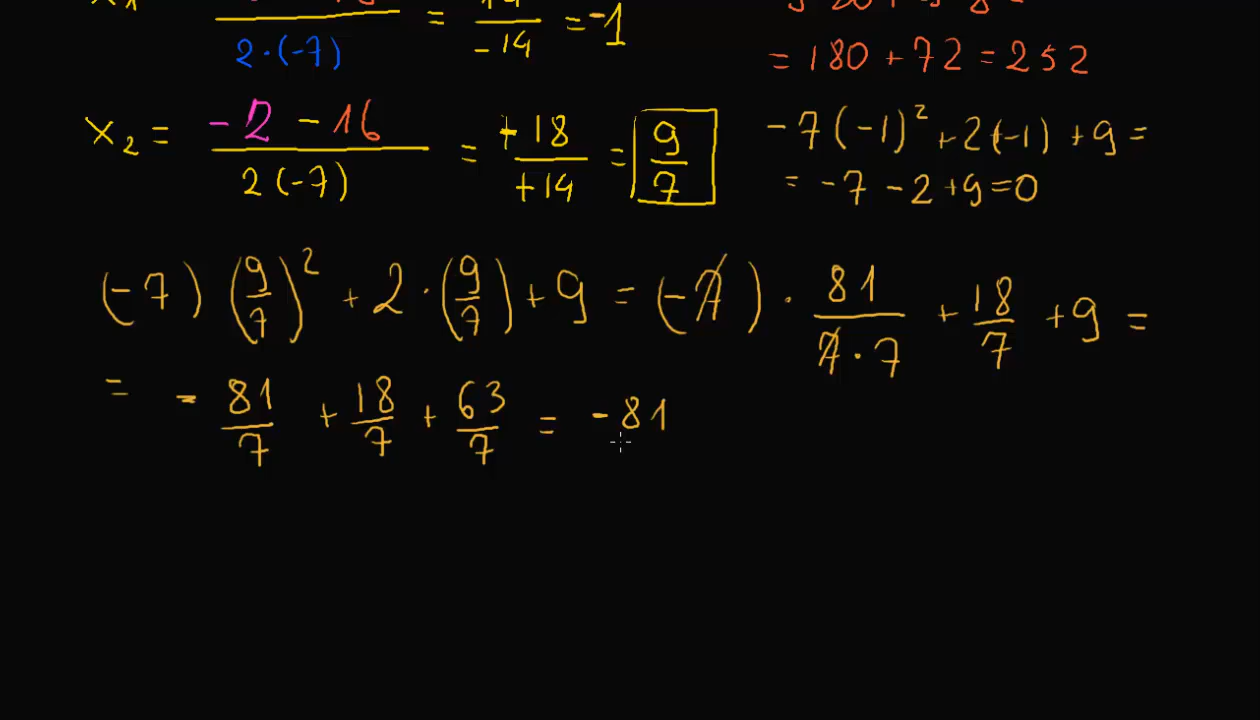 2·(-7) = -14 = -1
= 180 + 72 = 252
x₂ = (-2 - 16)/(2(-7)) = (+18)/(+14) = 9/7
-7(-1)² + 2(-1) + 9 =
= -7 - 2 + 9 = 0
(-7)(9/7)² + 2·(9/7) + 9 = (-7)·81/(7·7) + 18/7 + 9 =
= -81/7 + 18/7 + 63/7 = -81